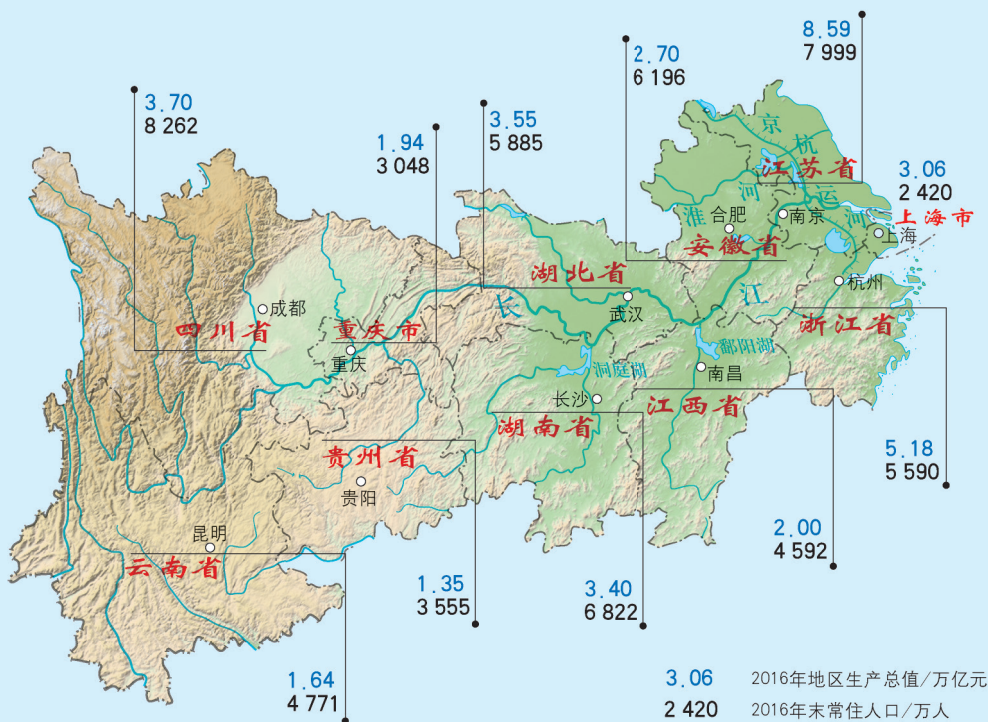 8.59
7 999
2.70
6 196
3.70
8 262
3.55
5 885
1.94
3 048
3.06
2 420
京
杭
运
河
江苏省
淮
河
合肥
南京
上海市
上海
安徽省
湖北省
长
江
武汉
杭州
浙江省
成都
四川省
重庆市
重庆
鄱阳湖
洞庭湖
南昌
长沙
江西省
湖南省
贵州省
贵阳
昆明
云南省
5.18
5 590
2.00
4 592
1.35
3 555
3.40
6 822
1.64
4 771
3.06 2016年地区生产总值/万亿元
2 420 2016年末常住人口/万人